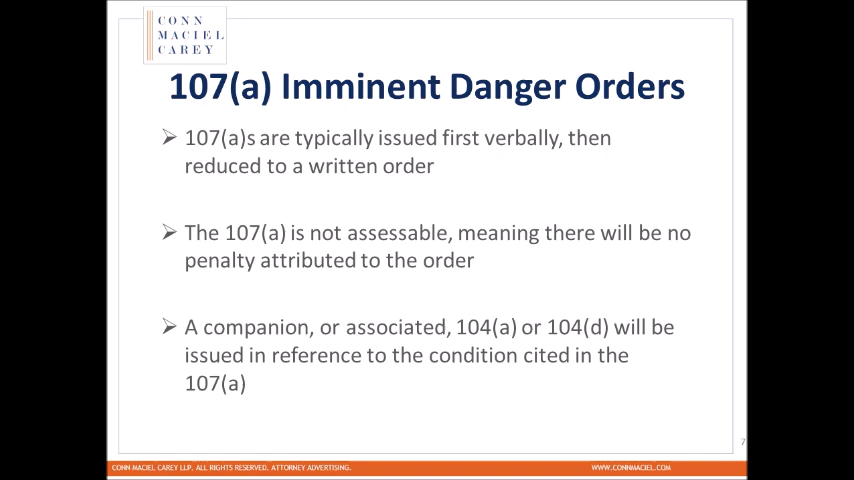 CONN
MACIEL
CAREY
107(a) Imminent Danger Orders
➢ 107(a)s are typically issued first verbally, then
reduced to a written order
➢ The 107(a) is not assessable, meaning there will be no
penalty attributed to the order
➢ A companion, or associated, 104(a) or 104(d) will be
issued in reference to the condition cited in the
107(a)
7
CONN MACIEL CAREY LLP. ALL RIGHTS RESERVED. ATTORNEY ADVERTISING.
WWW.CONNMACIEL.COM